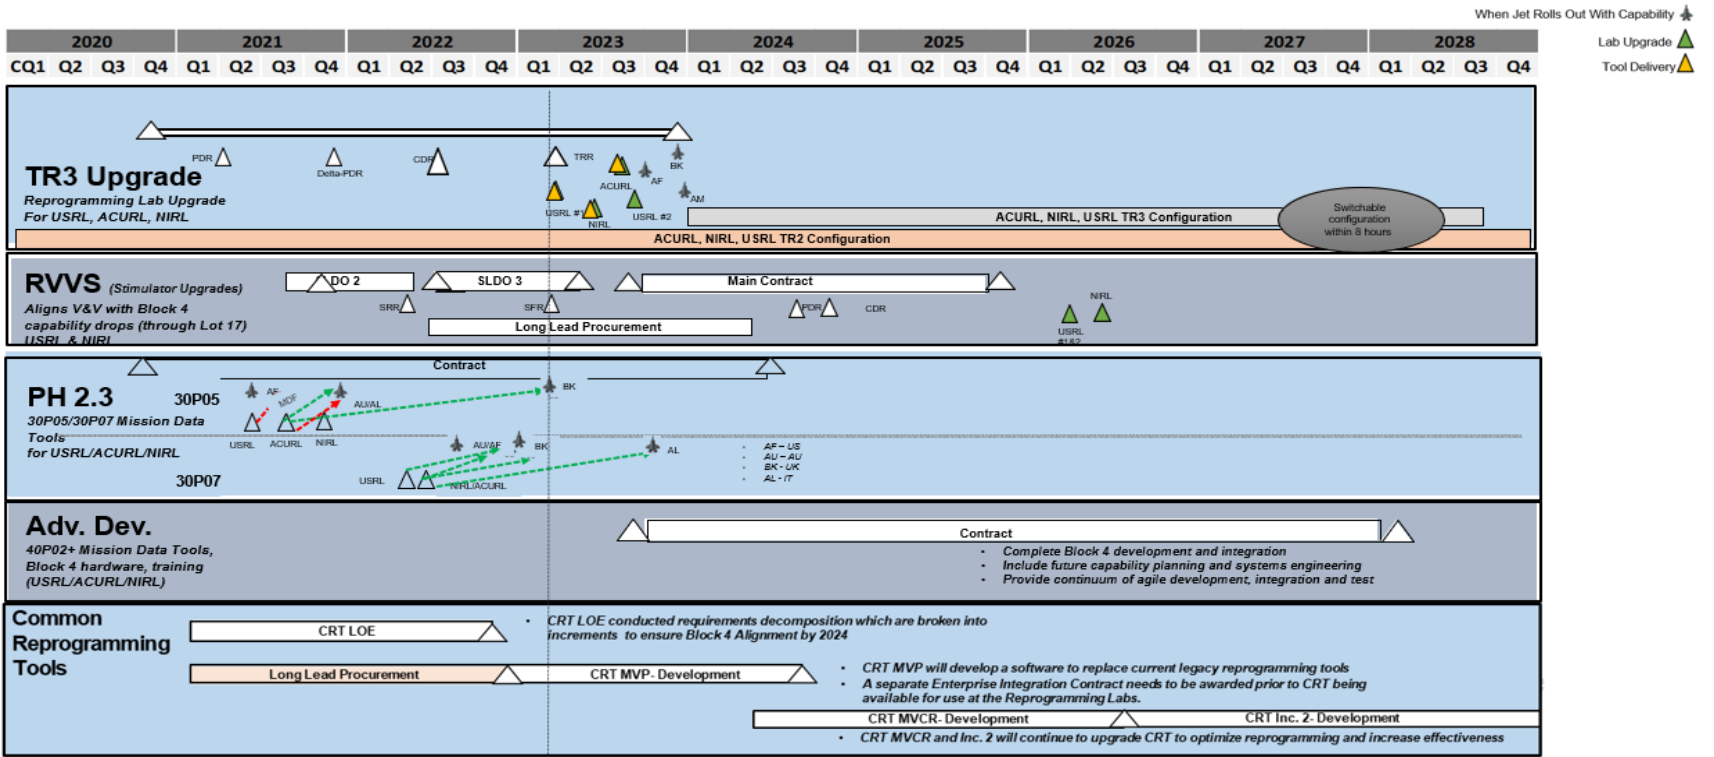 When Jet Rolls Out With Capability
Lab Upgrade
Tool Delivery
2020 2021 2022 2023 2024 2025 2026 2027 2028
CQ1 Q2 Q3 Q4 Q1 Q2 Q3 Q4 Q1 Q2 Q3 Q4 Q1 Q2 Q3 Q4 Q1 Q2 Q3 Q4 Q1 Q2 Q3 Q4 Q1 Q2 Q3 Q4 Q1 Q2 Q3 Q4 Q1 Q2 Q3 Q4
TR3 Upgrade
Reprogramming Lab Upgrade
For USRL, ACURL, NIRL
PDR
Delta-PDR
CDR
TRR
BK
ACURL
AF
AM
USRL #1
USRL #2
NIRL
ACURL, NIRL, USRL TR3 Configuration
Switchable
configuration
within 8 hours
ACURL, NIRL, USRL TR2 Configuration
RVVS (Stimulator Upgrades)
Aligns V&V with Block 4
capability drops (through Lot 17)
USRL & NIRL
DO 2
SLDO 3
Main Contract
SRR
SFR
PDR
CDR
NIRL
USRL
#1&2
Long Lead Procurement
Contract
PH 2.3
30P05/30P07 Mission Data
Tools
for USRL/ACURL/NIRL
30P05
AF
MDF
AU/AL
BK
USRL
ACURL
NIRL
AU/AF
BK
AL
30P07
USRL
NIRL/ACURL
- AF – US
- AU – AU
- BK - UK
- AL - IT
Adv. Dev.
40P02+ Mission Data Tools,
Block 4 hardware, training
(USRL/ACURL/NIRL)
Contract
• Complete Block 4 development and integration
• Include future capability planning and systems engineering
• Provide continuum of agile development, integration and test
Common
Reprogramming
Tools
CRT LOE
• CRT LOE conducted requirements decomposition which are broken into
increments to ensure Block 4 Alignment by 2024
Long Lead Procurement
CRT MVP- Development
• CRT MVP will develop a software to replace current legacy reprogramming tools
• A separate Enterprise Integration Contract needs to be awarded prior to CRT being
available for use at the Reprogramming Labs.
CRT MVCR- Development
CRT Inc. 2- Development
• CRT MVCR and Inc. 2 will continue to upgrade CRT to optimize reprogramming and increase effectiveness